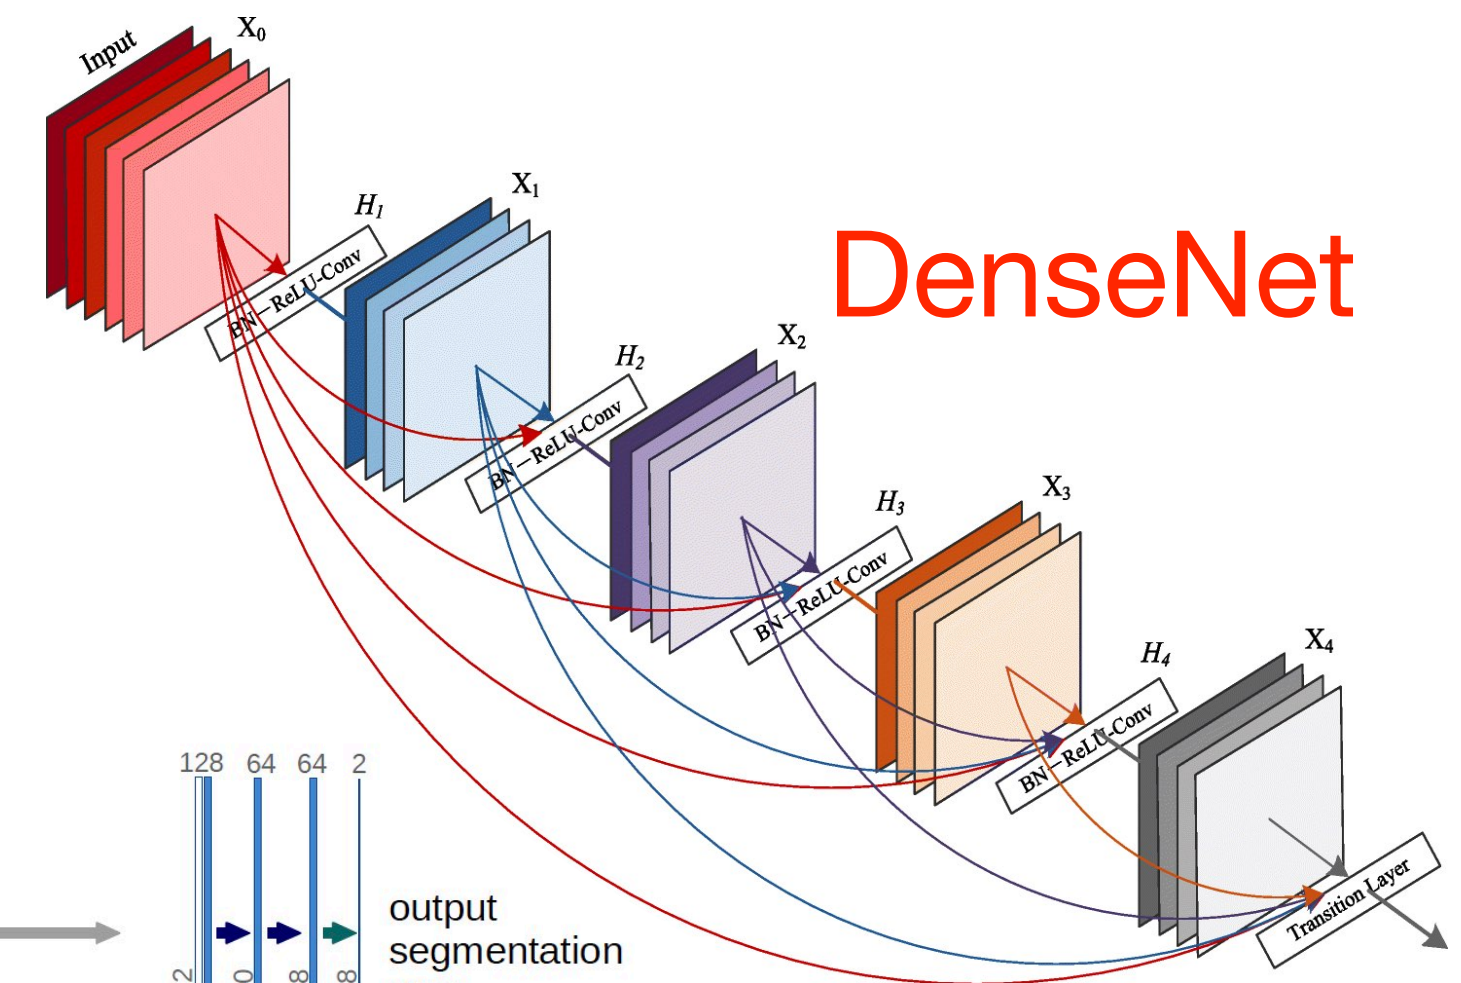 Input
X₀
H₁
BN－ReLU-Conv
X₁
H₂
BN－ReLU-Conv
X₂
DenseNet
H₃
BN－ReLU-Conv
X₃
H₄
BN－ReLU-Conv
X₄
Transition Layer
128 64 64 2
output
segmentation